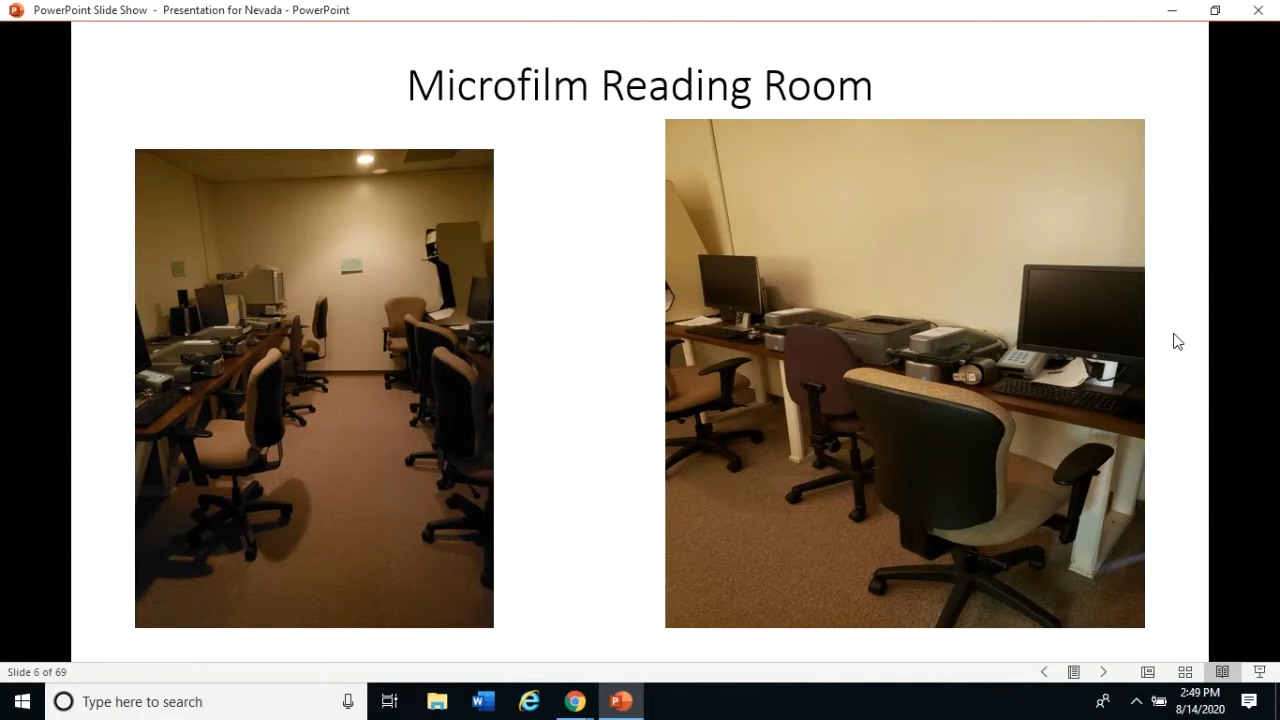 PowerPoint Slide Show - Presentation for Nevada - PowerPoint
Microfilm Reading Room
Slide 6 of 69
Type here to search
2:49 PM
8/14/2020